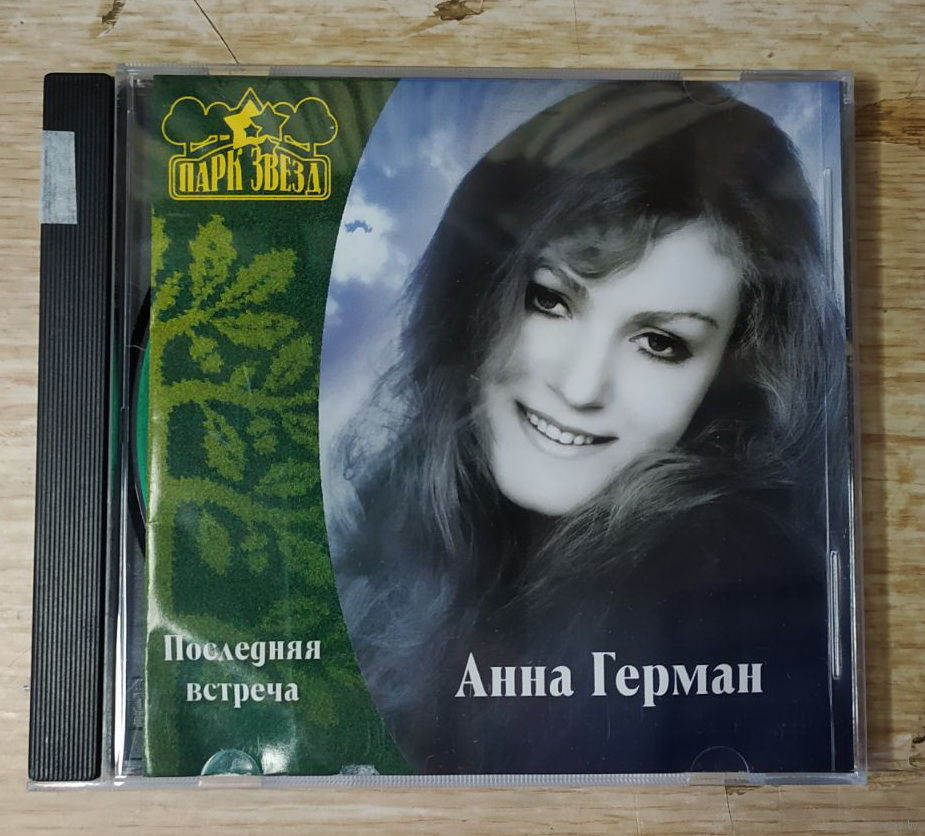 ПАРК ЗВЕЗД
Последняя
встреча
Анна Герман